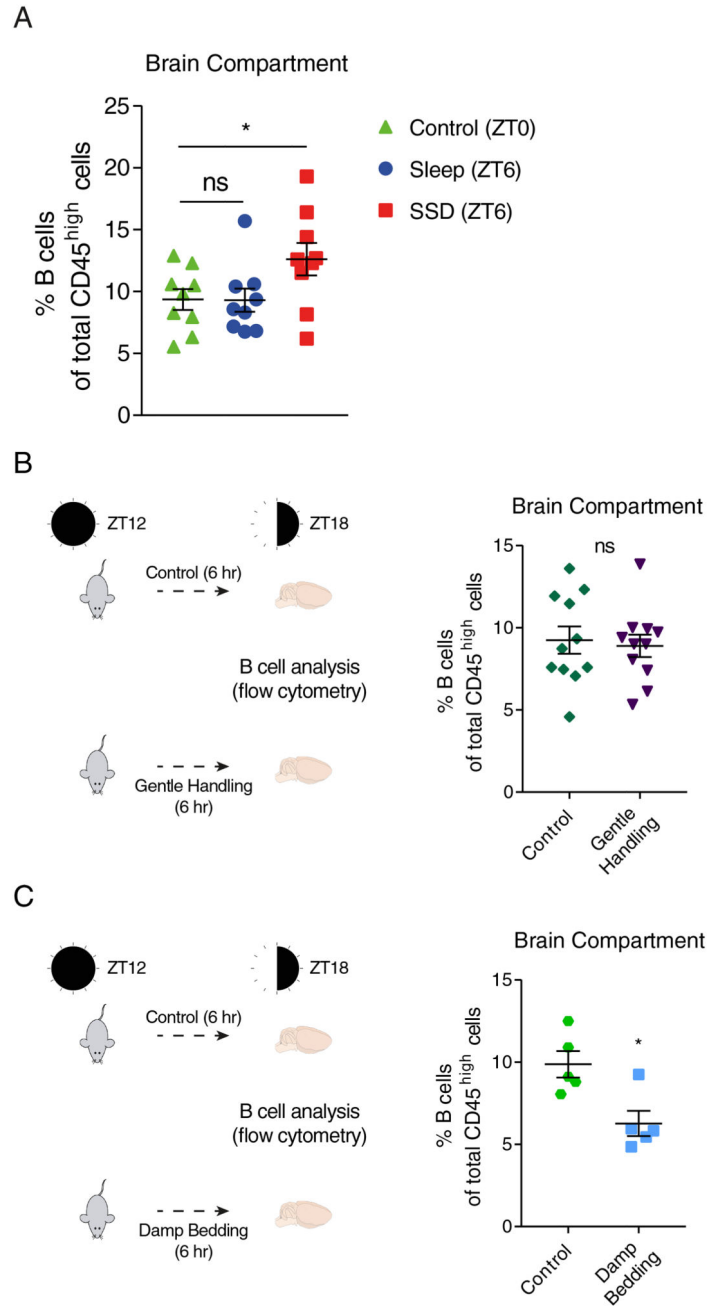 A
Brain Compartment
% B cells
of total CD45high cells
25
20
15
10
5
0
*
ns
Control (ZT0)
Sleep (ZT6)
SSD (ZT6)
B
ZT12
ZT18
Control (6 hr)
B cell analysis
(flow cytometry)
Gentle Handling
(6 hr)
Brain Compartment
ns
% B cells
of total CD45high cells
15
10
5
0
Control
Gentle
Handling
C
ZT12
ZT18
Control (6 hr)
B cell analysis
(flow cytometry)
Damp Bedding
(6 hr)
Brain Compartment
*
% B cells
of total CD45high cells
15
10
5
0
Control
Damp
Bedding